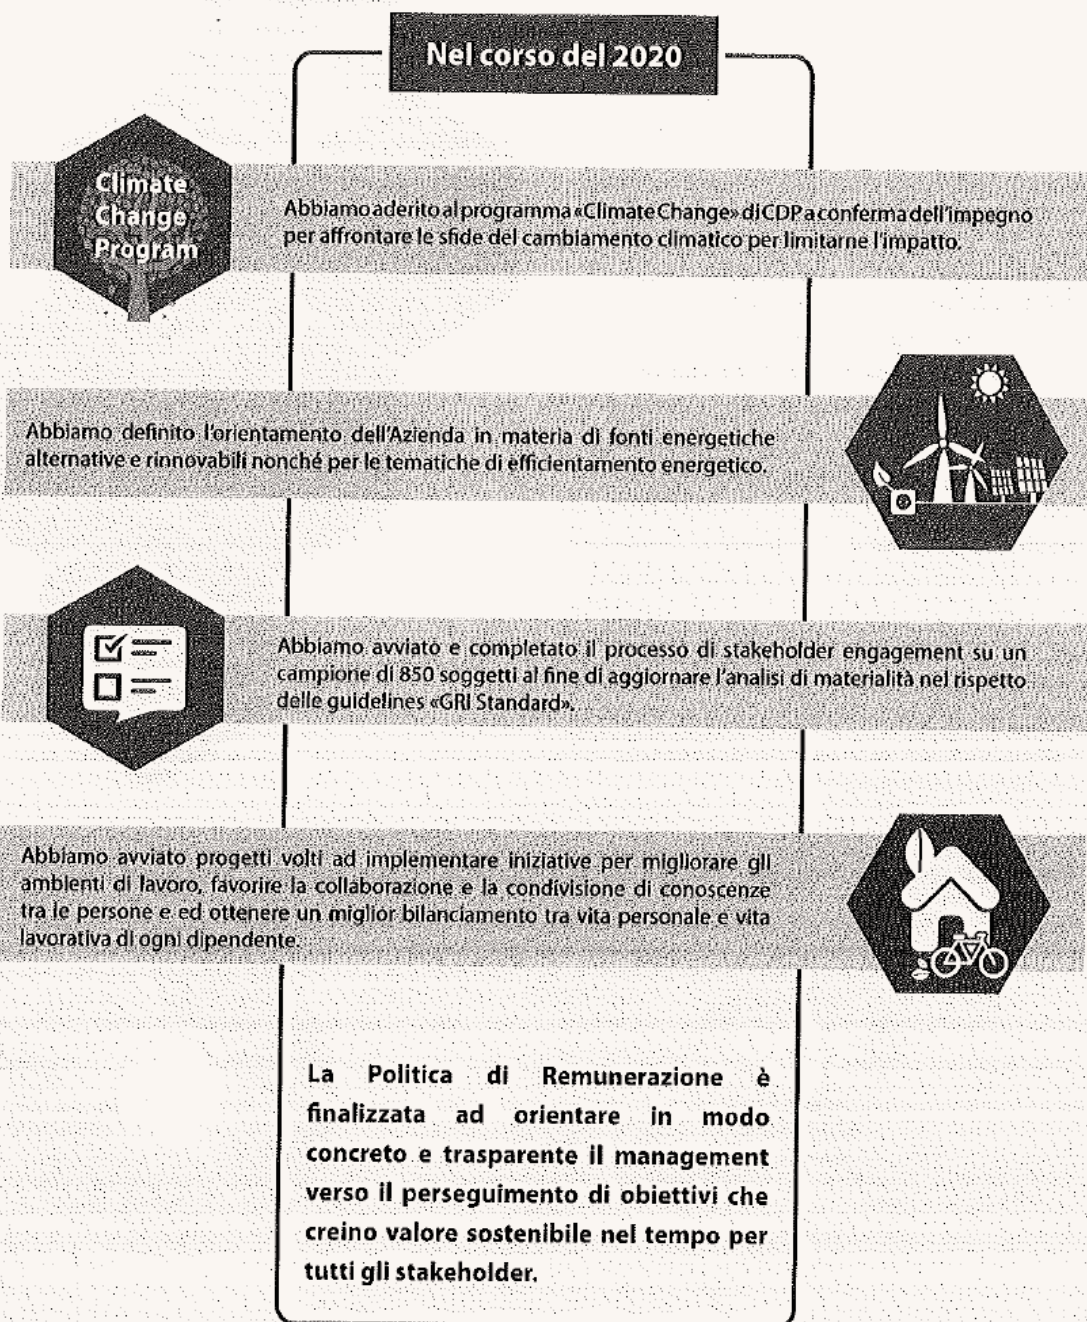 Nel corso del 2020
Climate
Change
Program
Abbiamo aderito al programma «Climate Change» di CDP a conferma dell'impegno
per affrontare le sfide del cambiamento climatico per limitarne l'impatto.
Abbiamo definito l'orientamento dell'Azienda in materia di fonti energetiche
alternative e rinnovabili nonché per le tematiche di efficientamento energetico.
Abbiamo avviato e completato il processo di stakeholder engagement su un
campione di 850 soggetti al fine di aggiornare l'analisi di materialità nel rispetto
delle guidelines «GRI Standard».
Abbiamo avviato progetti volti ad implementare iniziative per migliorare gli
ambienti di lavoro, favorire la collaborazione e la condivisione di conoscenze
tra le persone e ed ottenere un miglior bilanciamento tra vita personale e vita
lavorativa di ogni dipendente.
La Politica di Remunerazione è
finalizzata ad orientare in modo
concreto e trasparente il management
verso il perseguimento di obiettivi che
creino valore sostenibile nel tempo per
tutti gli stakeholder.